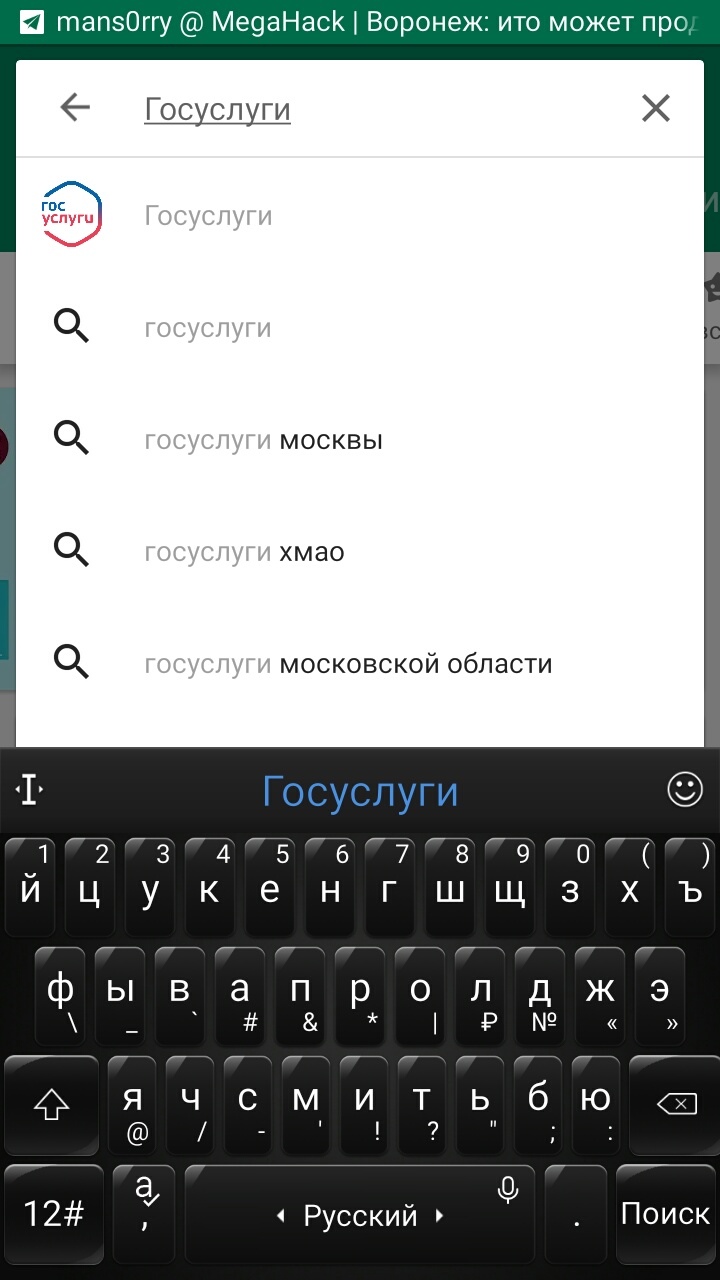 mans0rry @ MegaHack | Воронеж: ито может прод
Госуслуги
гос
услуги
Госуслуги
госуслуги
госуслуги москвы
госуслуги хмао
госуслуги московской области
Госуслуги
1 2 3 4 5 6 7 8 9 0 ( )
й ц у к е н г ш щ з х ъ
ф ы в а п р о л д ж э
\ _ ` # & * | ₽ № « »
я ч с м и т ь б ю
@ / - ' ! ? " ; :
12# а , Русский . Поиск